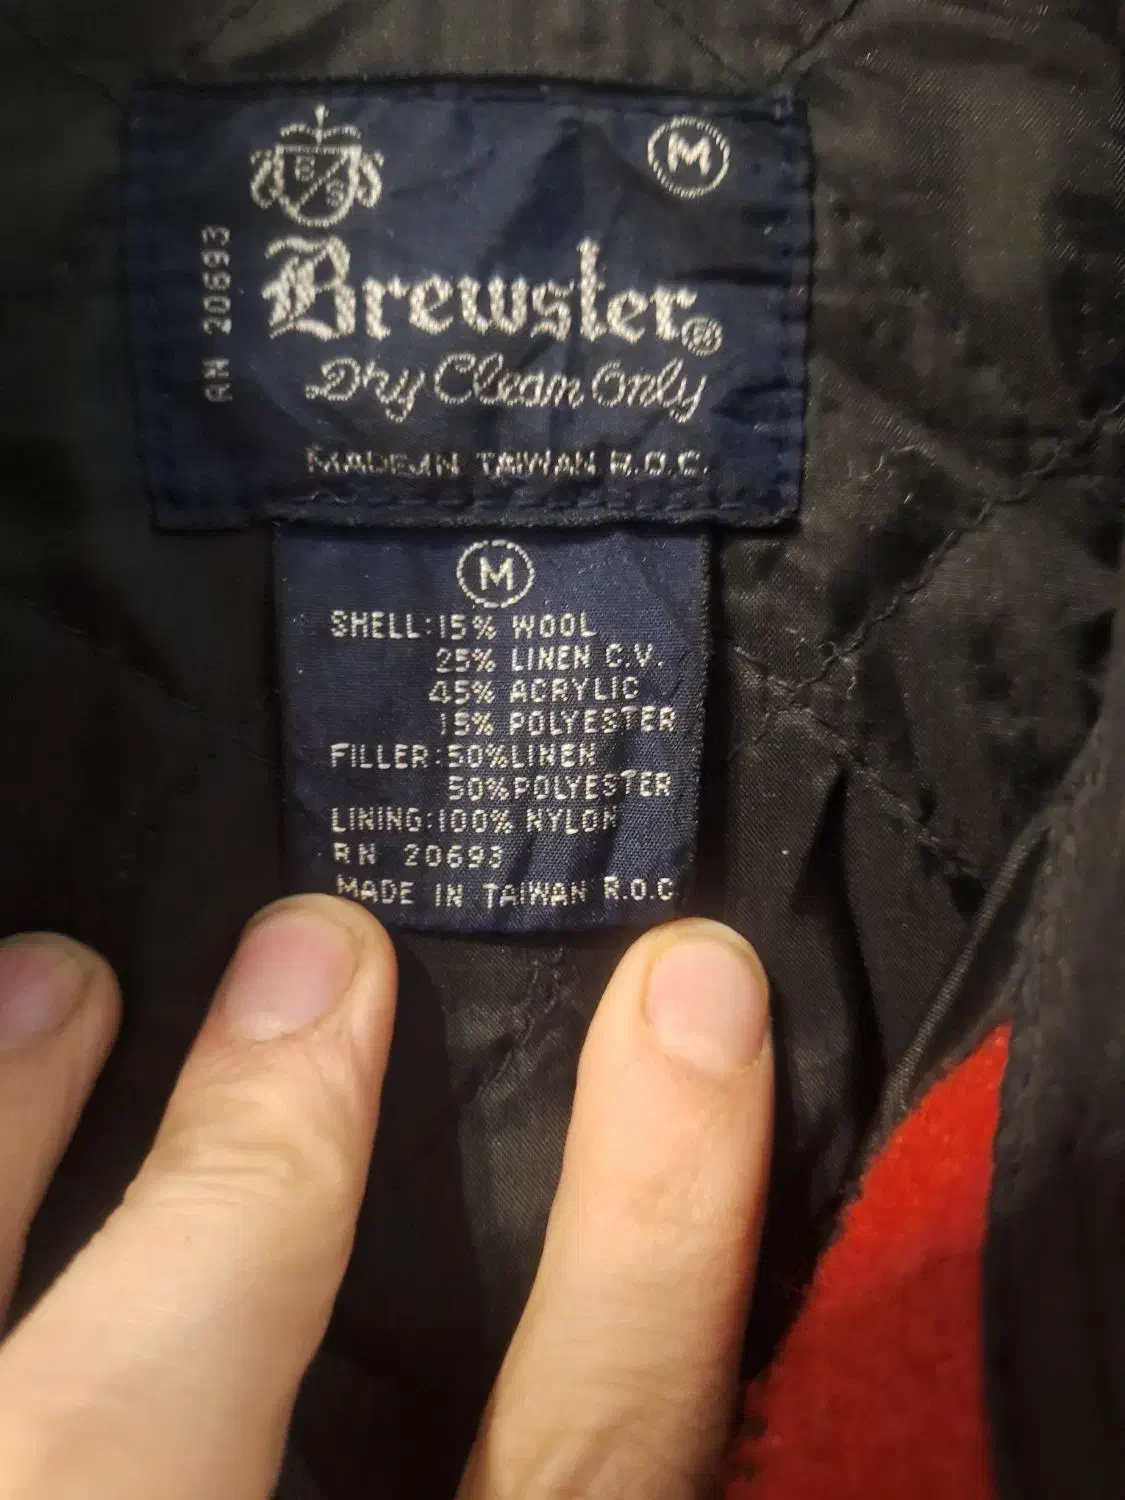 M
E
S
RN 20693
Brewster®
Dry Clean Only
MADE IN TAIWAN R.O.C.
M
SHELL:15% WOOL
25% LINEN C.V.
45% ACRYLIC
15% POLYESTER
FILLER:50%LINEN
50%POLYESTER
LINING:100% NYLON
RN 20693
MADE IN TAIWAN R.O.C.